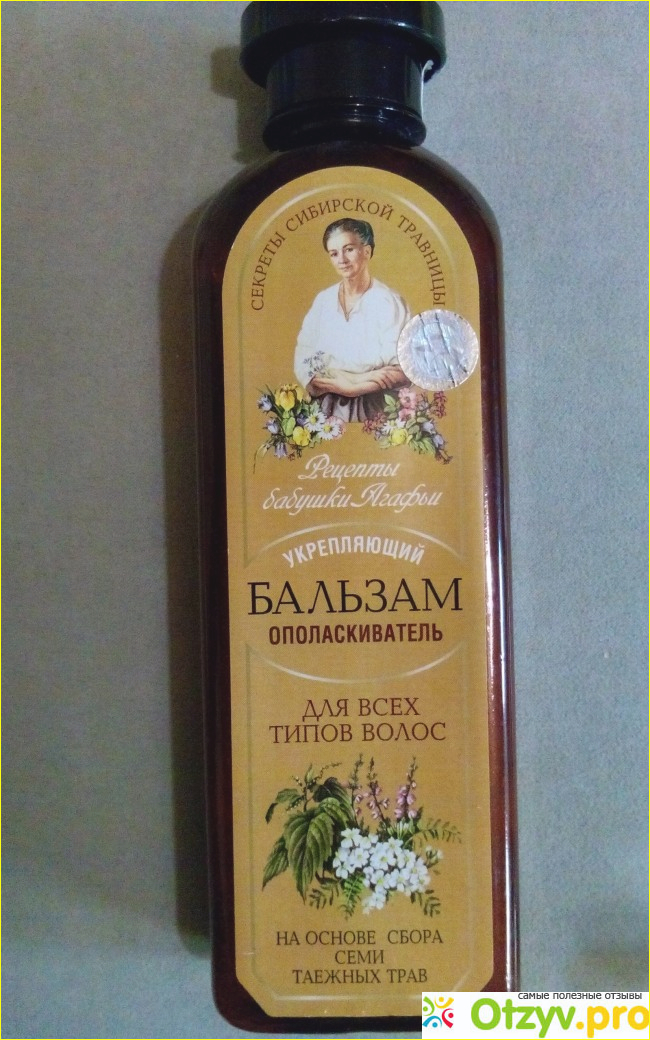 СЕКРЕТЫ СИБИРСКОЙ ТРАВНИЦЫ
Рецепты
бабушки Агафьи
УКРЕПЛЯЮЩИЙ
БАЛЬЗАМ
ОПОЛАСКИВАТЕЛЬ
ДЛЯ ВСЕХ
ТИПОВ ВОЛОС
НА ОСНОВЕ СБОРА
СЕМИ
ТАЕЖНЫХ ТРАВ
самые полезные отзывы
Otzyv.pro